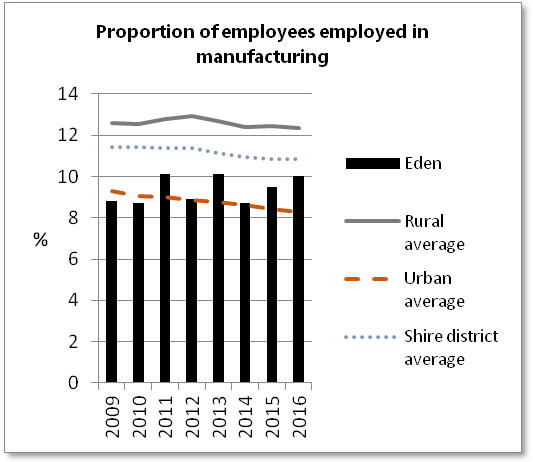 Proportion of employees employed in
manufacturing
14
12
10
8
6
4
2
0
%
2009
2010
2011
2012
2013
2014
2015
2016
Eden
Rural
average
Urban
average
Shire district
average